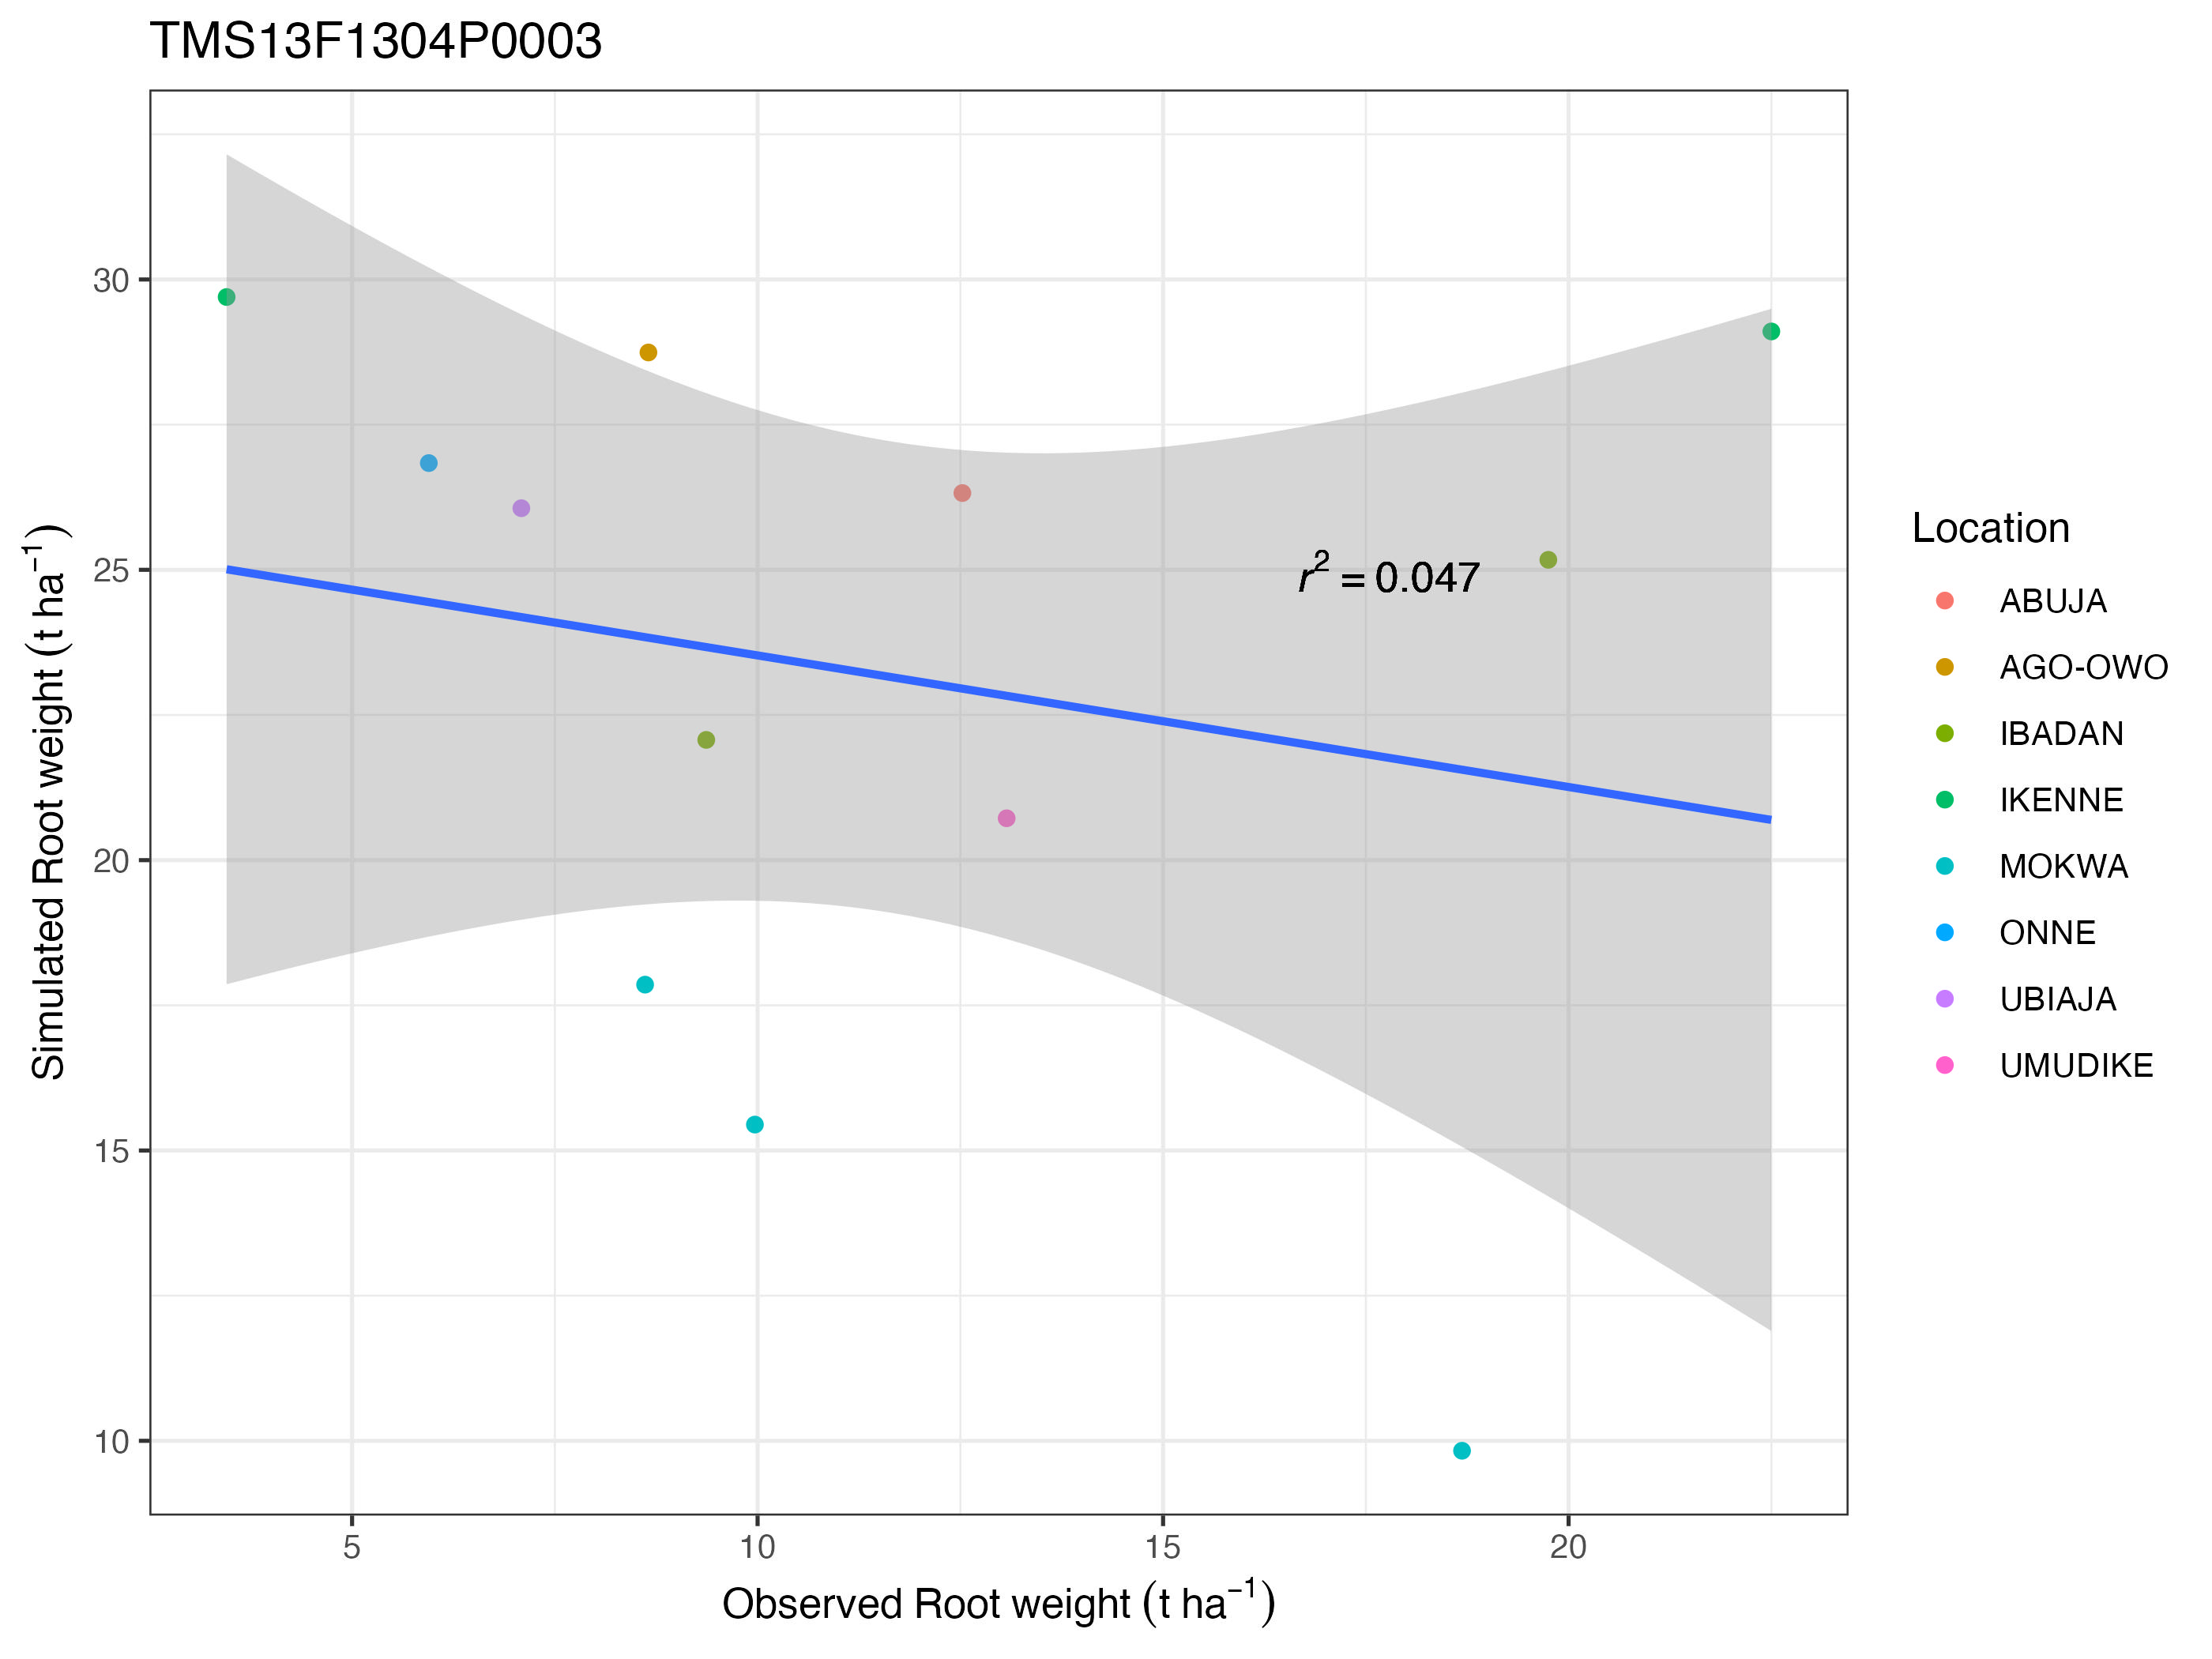 TMS13F1304P0003
30
25
20
15
10
Simulated Root weight (t ha⁻¹)
r² = 0.047
5 10 15 20
Observed Root weight (t ha⁻¹)
Location
ABUJA
AGO-OWO
IBADAN
IKENNE
MOKWA
ONNE
UBIAJA
UMUDIKE